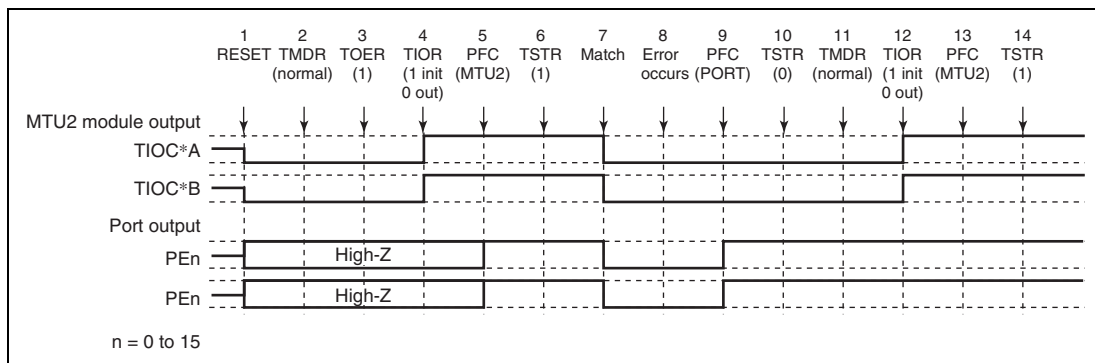 1 2 3 4 5 6 7 8 9 10 11 12 13 14
RESET TMDR TOER TIOR PFC TSTR Match Error PFC TSTR TMDR TIOR PFC TSTR
(normal) (1) (1 init (MTU2) (1) occurs (PORT) (0) (normal) (1 init (MTU2) (1)
0 out) 0 out)
MTU2 module output
TIOC*A
TIOC*B
Port output
PEn High-Z
PEn High-Z
n = 0 to 15